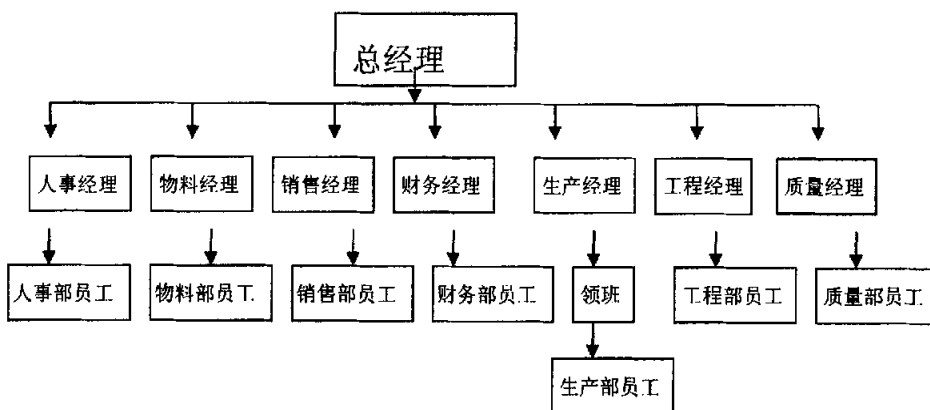 总经理
人事经理 物料经理 销售经理 财务经理 生产经理 工程经理 质量经理
人事部员工 物料部员工 销售部员工 财务部员工 领班 工程部员工 质量部员工
生产部员工